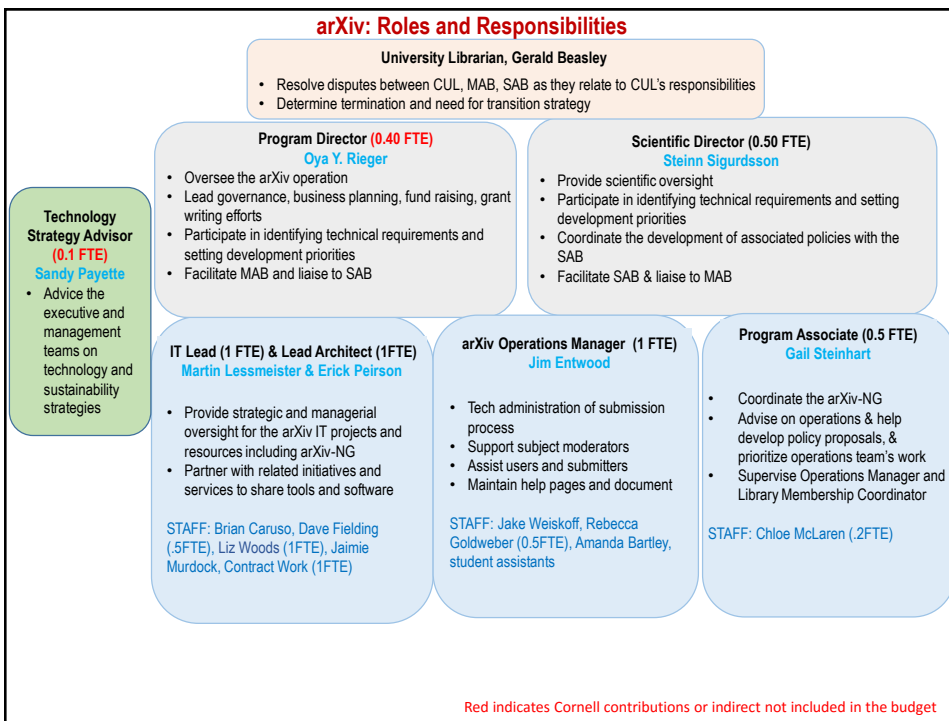 arXiv: Roles and Responsibilities
University Librarian, Gerald Beasley
• Resolve disputes between CUL, MAB, SAB as they relate to CUL's responsibilities
• Determine termination and need for transition strategy
Program Director (0.40 FTE)
Oya Y. Rieger
• Oversee the arXiv operation
• Lead governance, business planning, fund raising, grant
writing efforts
• Participate in identifying technical requirements and
setting development priorities
• Facilitate MAB and liaise to SAB
Scientific Director (0.50 FTE)
Steinn Sigurdsson
• Provide scientific oversight
• Participate in identifying technical requirements and setting
development priorities
• Coordinate the development of associated policies with the
SAB
• Facilitate SAB & liaise to MAB
Technology
Strategy Advisor
(0.1 FTE)
Sandy Payette
• Advice the
executive and
management
teams on
technology and
sustainability
strategies
IT Lead (1 FTE) & Lead Architect (1FTE)
Martin Lessmeister & Erick Peirson
• Provide strategic and managerial
oversight for the arXiv IT projects and
resources including arXiv-NG
• Partner with related initiatives and
services to share tools and software
STAFF: Brian Caruso, Dave Fielding
(.5FTE), Liz Woods (1FTE), Jaimie
Murdock, Contract Work (1FTE)
arXiv Operations Manager (1 FTE)
Jim Entwood
• Tech administration of submission
process
• Support subject moderators
• Assist users and submitters
• Maintain help pages and document
STAFF: Jake Weiskoff, Rebecca
Goldweber (0.5FTE), Amanda Bartley,
student assistants
Program Associate (0.5 FTE)
Gail Steinhart
• Coordinate the arXiv-NG
• Advise on operations & help
develop policy proposals, &
prioritize operations team's work
• Supervise Operations Manager and
Library Membership Coordinator
STAFF: Chloe McLaren (.2FTE)
Red indicates Cornell contributions or indirect not included in the budget